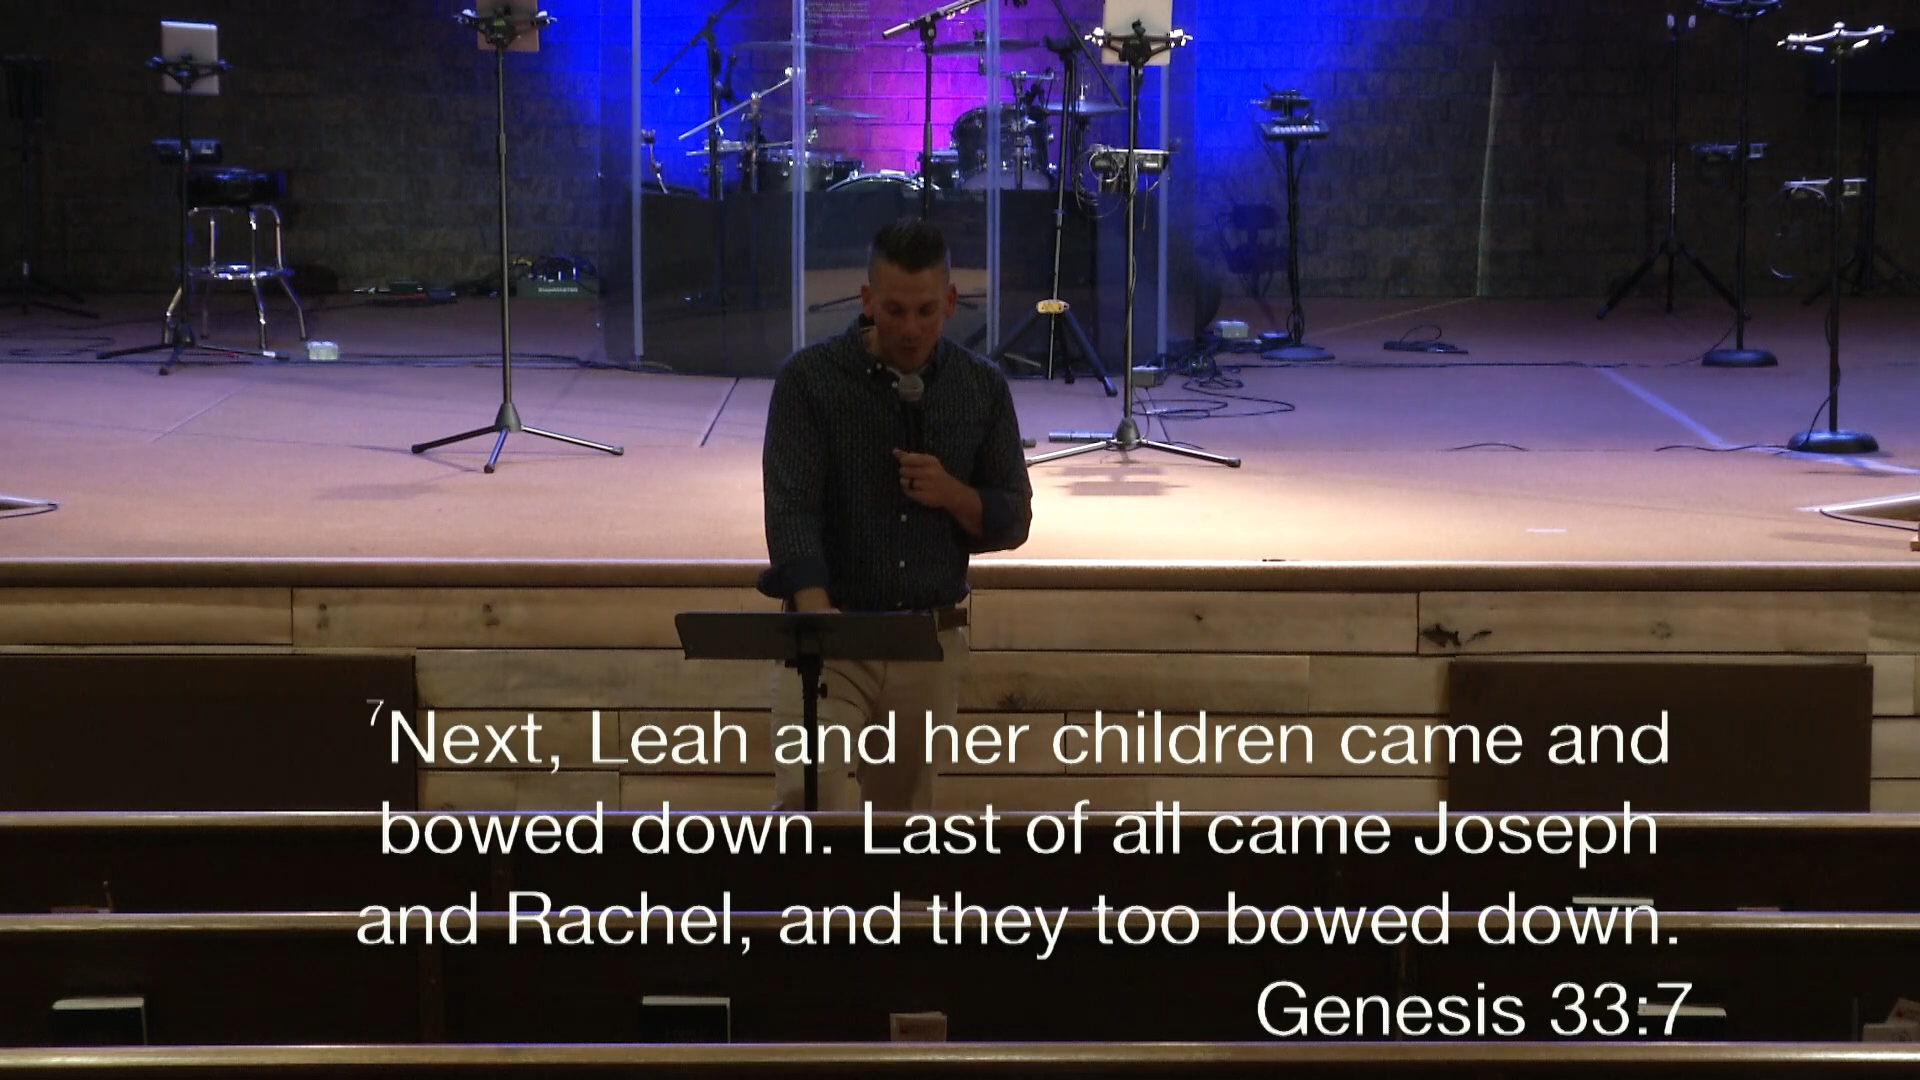 ⁷Next, Leah and her children came and
bowed down. Last of all came Joseph
and Rachel, and they too bowed down.
Genesis 33:7